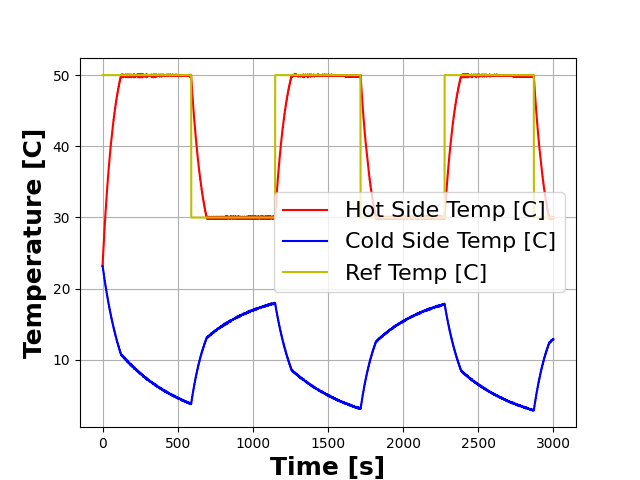 50
40
30
20
10
Temperature [C]
Hot Side Temp [C]
Cold Side Temp [C]
Ref Temp [C]
0 500 1000 1500 2000 2500 3000
Time [s]